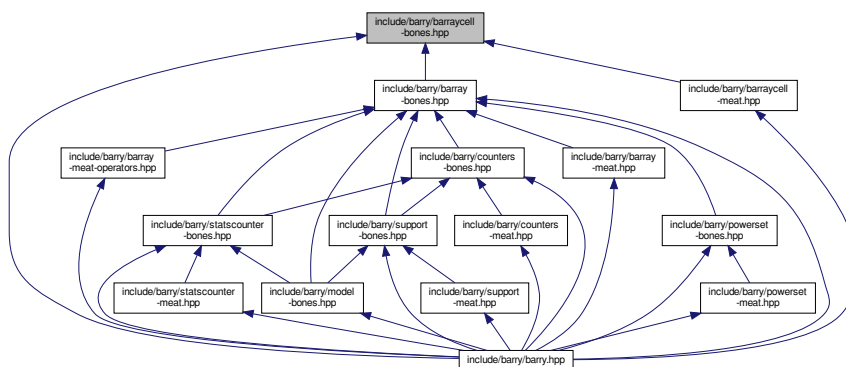 include/barry/barraycell
-bones.hpp
include/barry/barray
-bones.hpp
include/barry/barraycell
-meat.hpp
include/barry/barray
-meat-operators.hpp
include/barry/counters
-bones.hpp
include/barry/barray
-meat.hpp
include/barry/statscounter
-bones.hpp
include/barry/support
-bones.hpp
include/barry/counters
-meat.hpp
include/barry/powerset
-bones.hpp
include/barry/statscounter
-meat.hpp
include/barry/model
-bones.hpp
include/barry/support
-meat.hpp
include/barry/powerset
-meat.hpp
include/barry/barry.hpp